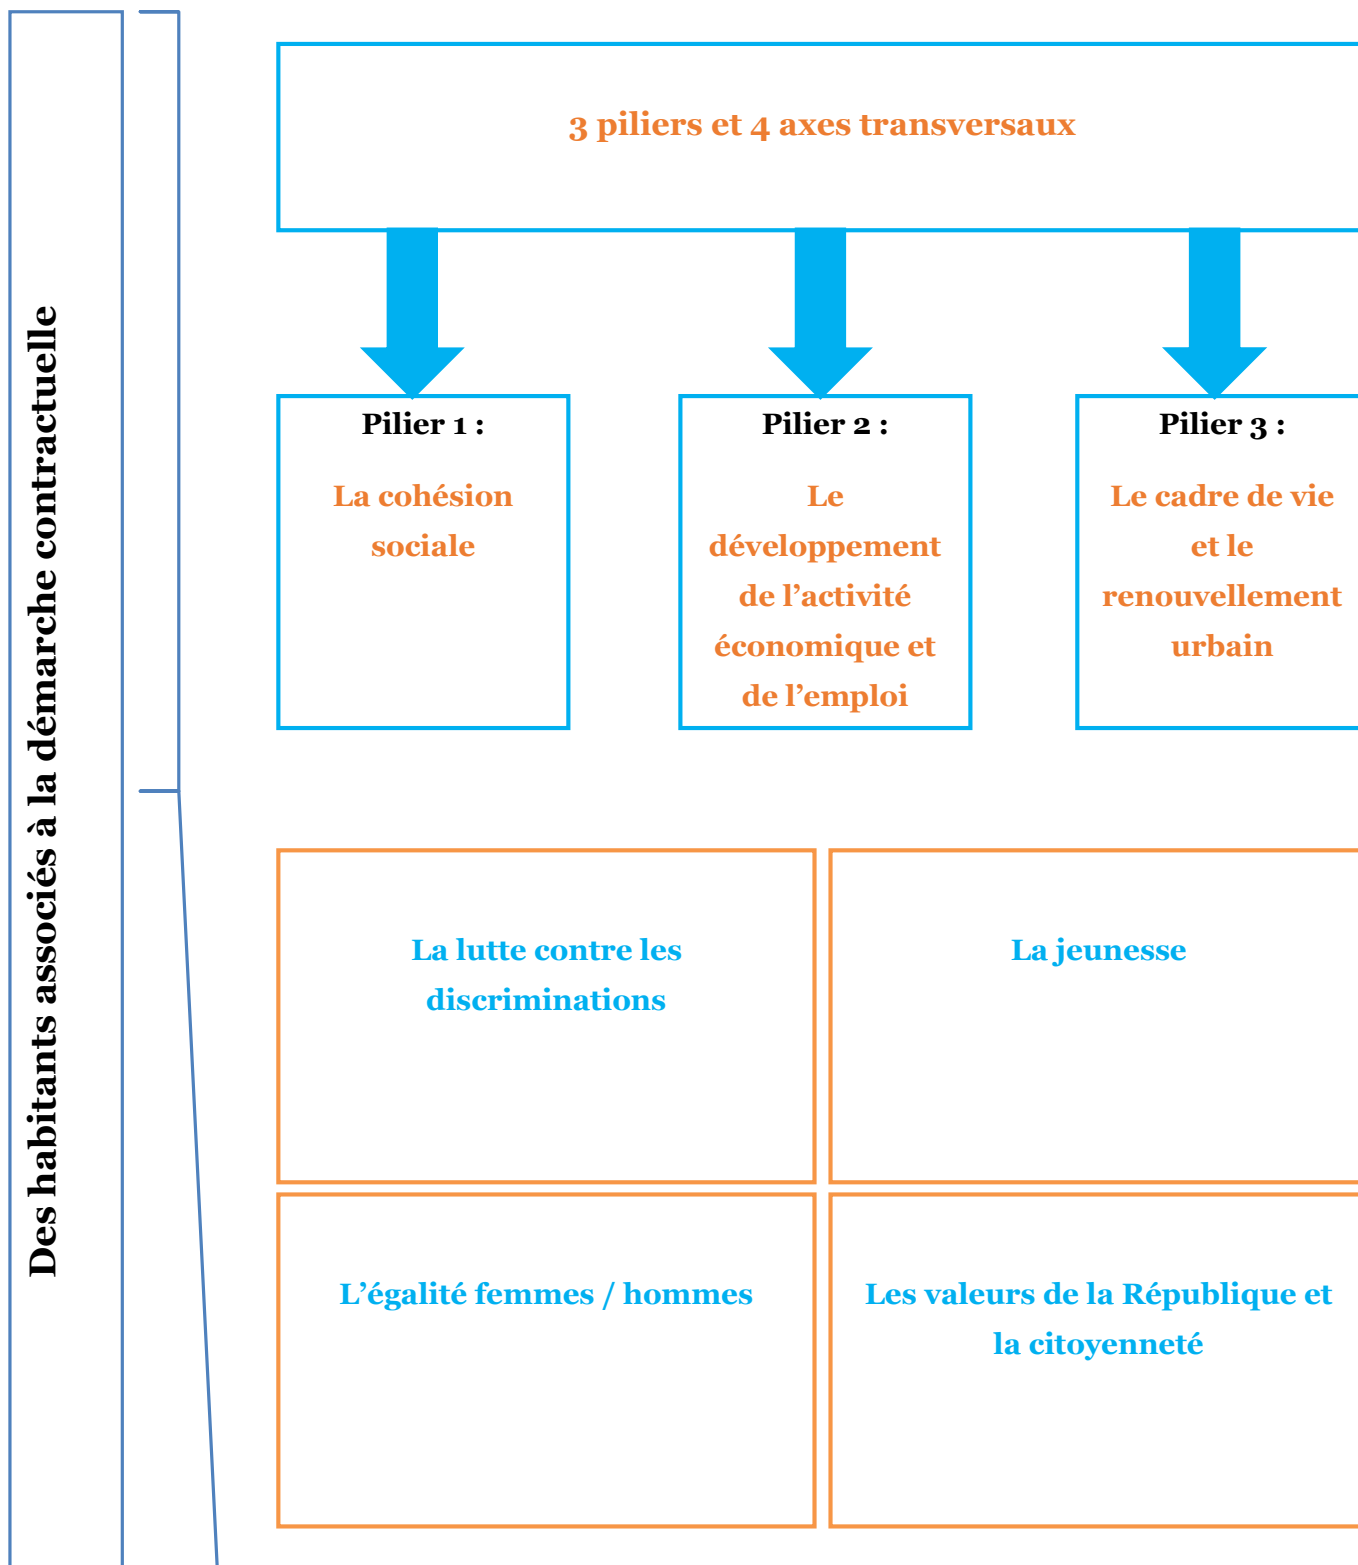 Des habitants associés à la démarche contractuelle
3 piliers et 4 axes transversaux
Pilier 1 :
La cohésion
sociale
Pilier 2 :
Le
développement
de l’activité
économique et
de l’emploi
Pilier 3 :
Le cadre de vie
et le
renouvellement
urbain
La lutte contre les
discriminations
La jeunesse
L’égalité femmes / hommes
Les valeurs de la République et
la citoyenneté